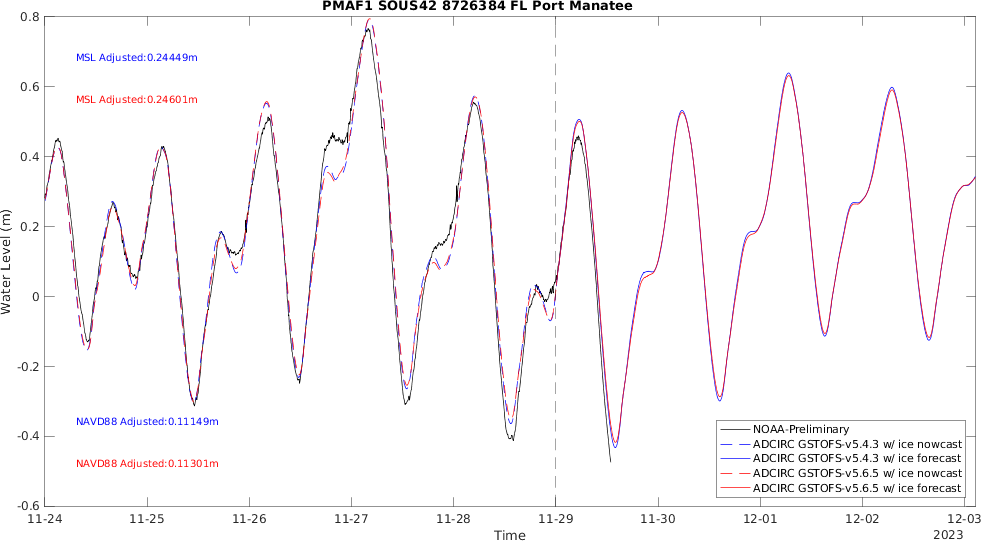 PMAF1 SOUS42 8726384 FL Port Manatee
0.8
0.6
0.4
0.2
0
-0.2
-0.4
-0.6
Water Level (m)
MSL Adjusted:0.24449m
MSL Adjusted:0.24601m
NAVD88 Adjusted:0.11149m
NAVD88 Adjusted:0.11301m
NOAA-Preliminary
ADCIRC GSTOFS-v5.4.3 w/ ice nowcast
ADCIRC GSTOFS-v5.4.3 w/ ice forecast
ADCIRC GSTOFS-v5.6.5 w/ ice nowcast
ADCIRC GSTOFS-v5.6.5 w/ ice forecast
11-24 11-25 11-26 11-27 11-28 11-29 11-30 12-01 12-02 12-03
Time
2023